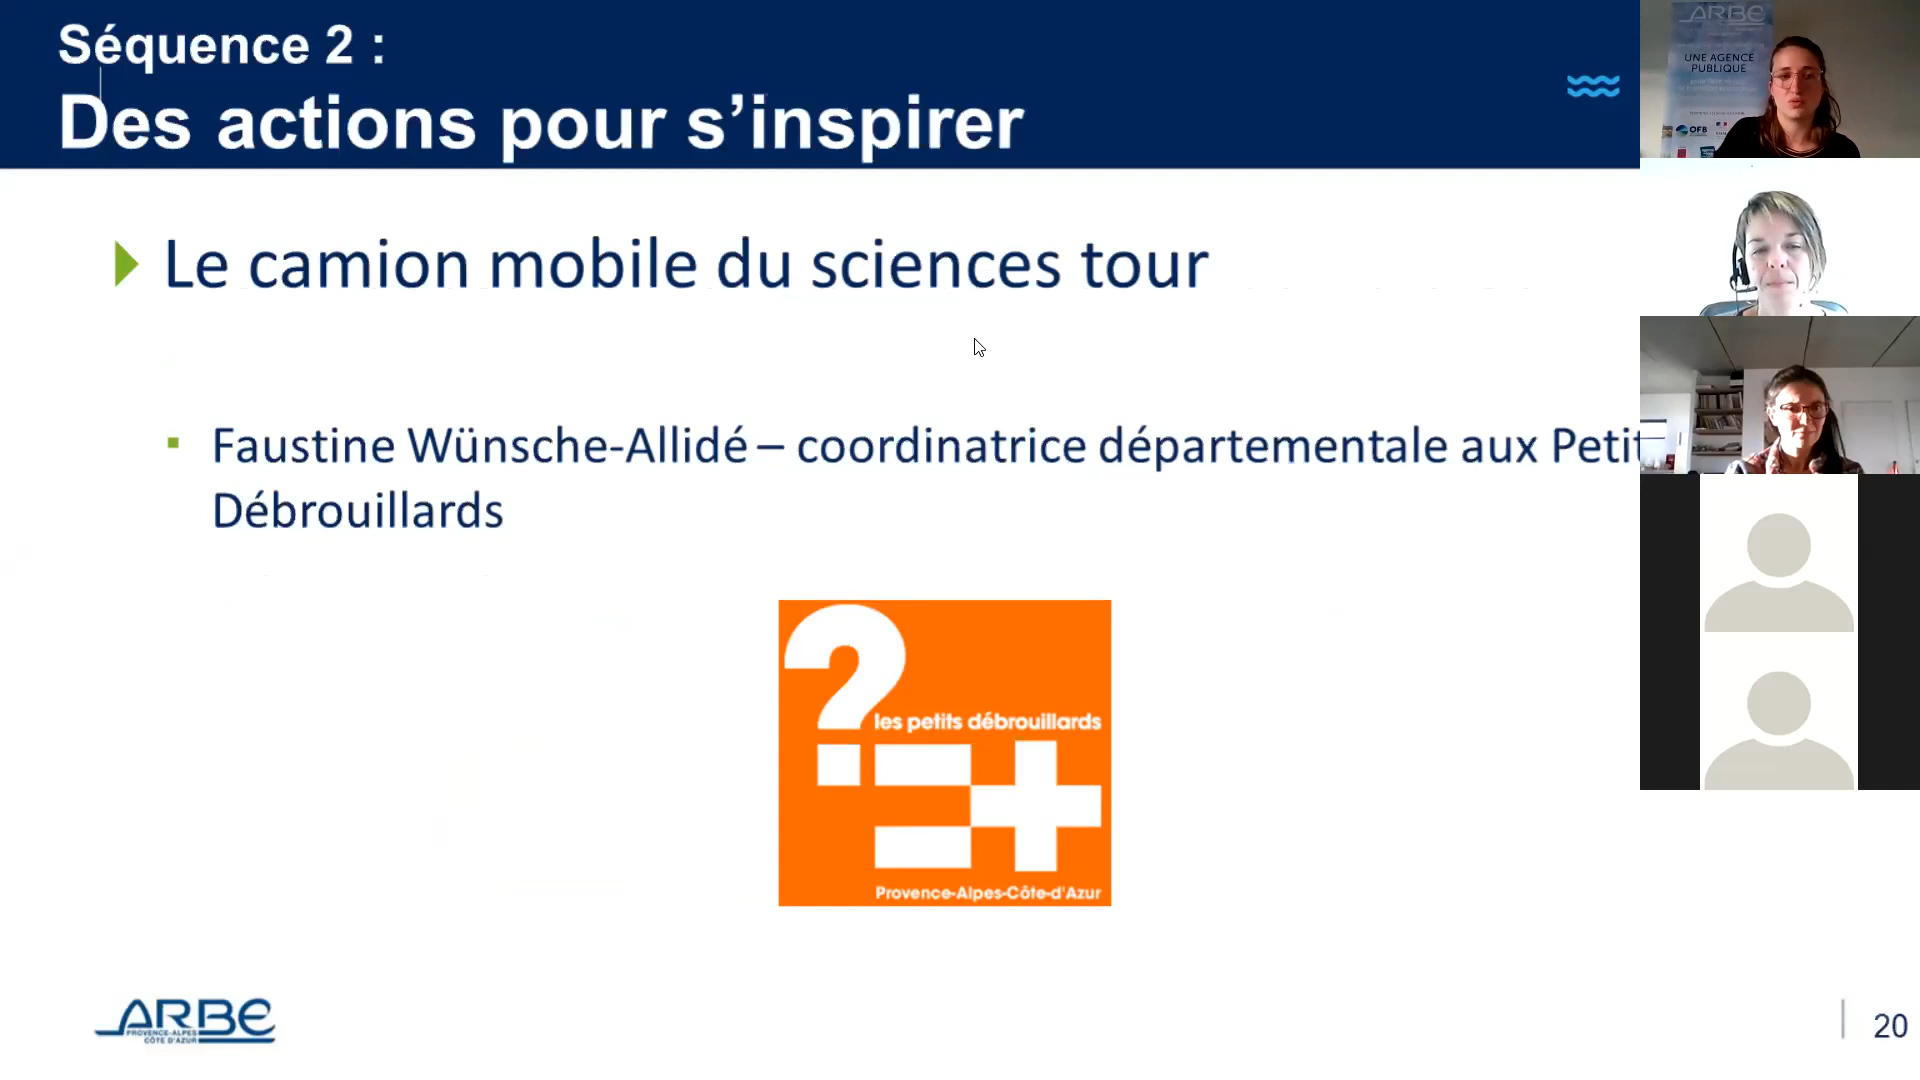 Séquence 2 :
Des actions pour s’inspirer
Le camion mobile du sciences tour
Faustine Wünsche-Allidé – coordinatrice départementale aux Petit
Débrouillards
les petits débrouillards
Provence-Alpes-Côte-d'Azur
ARBE
PROVENCE-ALPES
CÔTE D'AZUR
20
ARBE
UNE AGENCE
PUBLIQUE
OFB